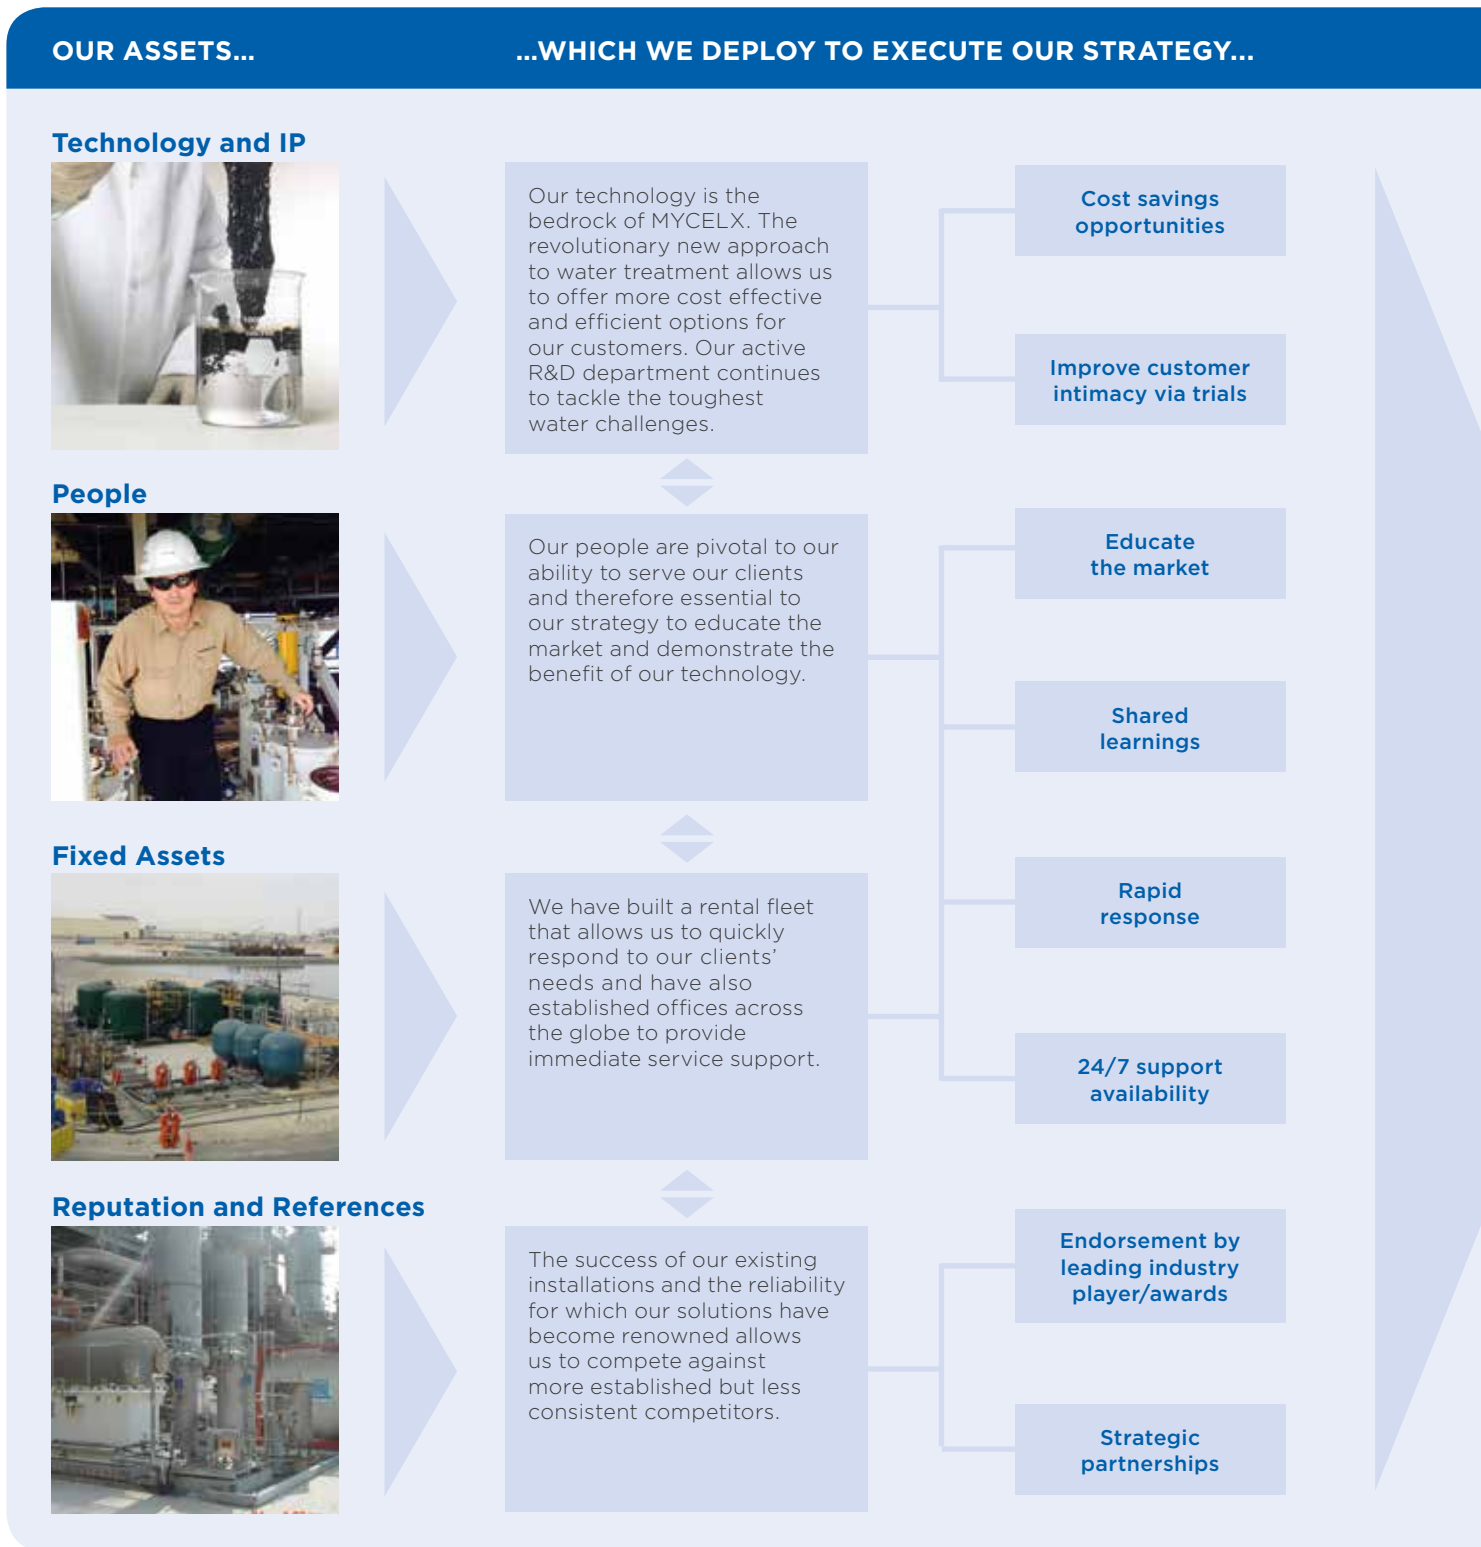 OUR ASSETS...
...WHICH WE DEPLOY TO EXECUTE OUR STRATEGY...
Technology and IP
Our technology is the
bedrock of MYCELX. The
revolutionary new approach
to water treatment allows us
to offer more cost effective
and efficient options for
our customers. Our active
R&D department continues
to tackle the toughest
water challenges.
Cost savings
opportunities
Improve customer
intimacy via trials
People
Our people are pivotal to our
ability to serve our clients
and therefore essential to
our strategy to educate the
market and demonstrate the
benefit of our technology.
Educate
the market
Shared
learnings
Fixed Assets
We have built a rental fleet
that allows us to quickly
respond to our clients’
needs and have also
established offices across
the globe to provide
immediate service support.
Rapid
response
24/7 support
availability
Reputation and References
The success of our existing
installations and the reliability
for which our solutions have
become renowned allows
us to compete against
more established but less
consistent competitors.
Endorsement by
leading industry
player/awards
Strategic
partnerships